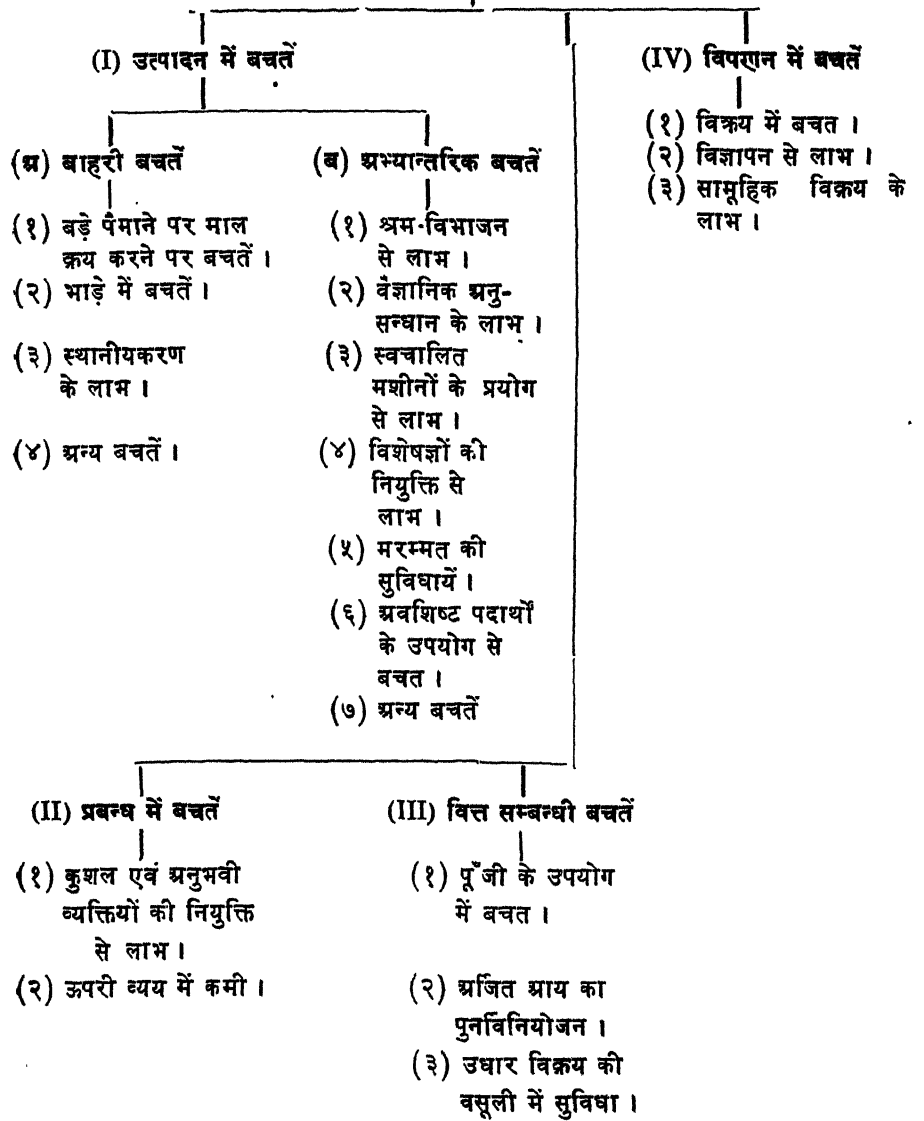 (I) उत्पादन में बचतें
(अ) बाहरी बचतें
(१) बड़े पैमाने पर माल
क्रय करने पर बचतें ।
(२) भाड़े में बचतें ।
(३) स्थानीयकरण
के लाभ ।
(४) अन्य बचतें ।
(ब) अभ्यान्तरिक बचतें
(१) श्रम-विभाजन
से लाभ ।
(२) वैज्ञानिक अनु-
सन्धान के लाभ ।
(३) स्वचालित
मशीनों के प्रयोग
से लाभ ।
(४) विशेषज्ञों की
नियुक्ति से
लाभ ।
(५) मरम्मत की
सुविधायें ।
(६) अवशिष्ट पदार्थों
के उपयोग से
बचत ।
(७) अन्य बचतें
(II) प्रबन्ध में बचतें
(१) कुशल एवं अनुभवी
व्यक्तियों की नियुक्ति
से लाभ ।
(२) ऊपरी व्यय में कमी ।
(III) वित्त सम्बन्धी बचतें
(१) पूँजी के उपयोग
में बचत ।
(२) अर्जित आय का
पुनर्विनियोजन ।
(३) उधार विक्रय की
वसूली में सुविधा ।
(IV) विपणन में बचतें
(१) विक्रय में बचत ।
(२) विज्ञापन से लाभ ।
(३) सामूहिक विक्रय के
लाभ ।